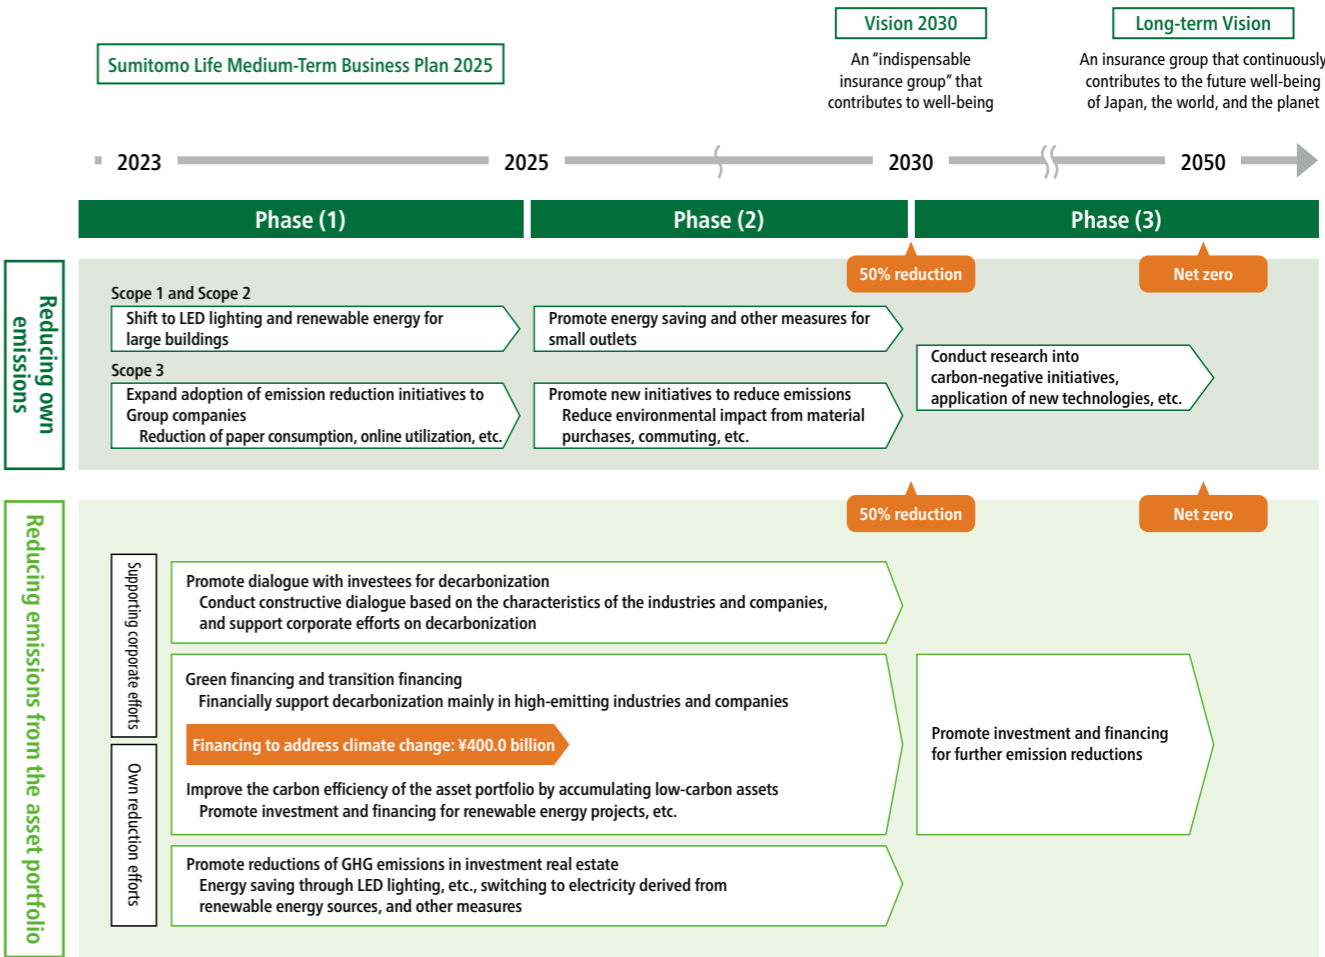 Sumitomo Life Medium-Term Business Plan 2025
Vision 2030
An “indispensable
insurance group” that
contributes to well-being
Long-term Vision
An insurance group that continuously
contributes to the future well-being
of Japan, the world, and the planet
2023
2025
2030
2050
Phase (1)
Phase (2)
Phase (3)
Reducing own
emissions
50% reduction
Net zero
Scope 1 and Scope 2
Shift to LED lighting and renewable energy for
large buildings
Promote energy saving and other measures for
small outlets
Scope 3
Expand adoption of emission reduction initiatives to
Group companies
Reduction of paper consumption, online utilization, etc.
Promote new initiatives to reduce emissions
Reduce environmental impact from material
purchases, commuting, etc.
Conduct research into
carbon-negative initiatives,
application of new technologies, etc.
Reducing emissions from the asset portfolio
50% reduction
Net zero
Supporting corporate efforts
Own reduction efforts
Promote dialogue with investees for decarbonization
Conduct constructive dialogue based on the characteristics of the industries and companies,
and support corporate efforts on decarbonization
Green financing and transition financing
Financially support decarbonization mainly in high-emitting industries and companies
Financing to address climate change: ¥400.0 billion
Improve the carbon efficiency of the asset portfolio by accumulating low-carbon assets
Promote investment and financing for renewable energy projects, etc.
Promote investment and financing
for further emission reductions
Promote reductions of GHG emissions in investment real estate
Energy saving through LED lighting, etc., switching to electricity derived from
renewable energy sources, and other measures